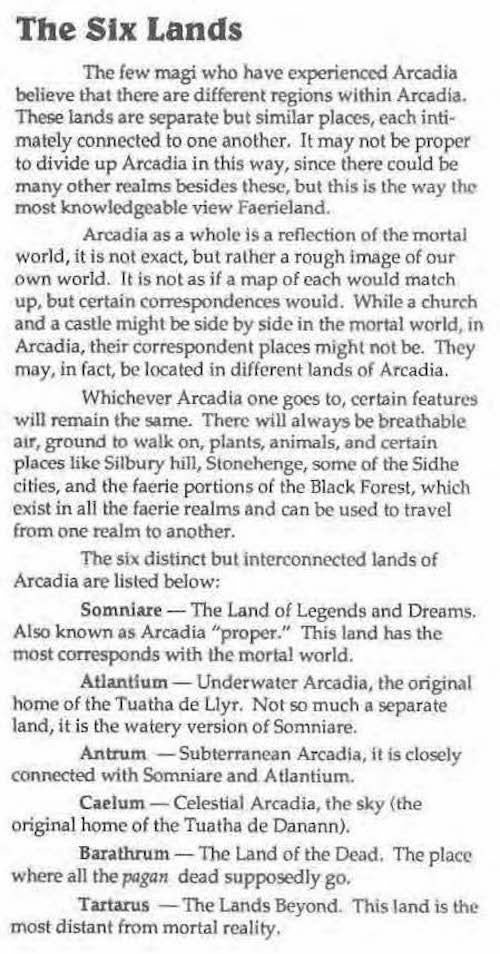 The Six Lands
The few magi who have experienced Arcadia
believe that there are different regions within Arcadia.
These lands are separate but similar places, each inti-
mately connected to one another. It may not be proper
to divide up Arcadia in this way, since there could be
many other realms besides these, but this is the way the
most knowledgeable view Faerieland.
Arcadia as a whole is a reflection of the mortal
world, it is not exact, but rather a rough image of our
own world. It is not as if a map of each would match
up, but certain correspondences would. While a church
and a castle might be side by side in the mortal world, in
Arcadia, their correspondent places might not be. They
may, in fact, be located in different lands of Arcadia.
Whichever Arcadia one goes to, certain features
will remain the same. There will always be breathable
air, ground to walk on, plants, animals, and certain
places like Silbury hill, Stonehenge, some of the Sidhe
cities, and the faerie portions of the Black Forest, which
exist in all the faerie realms and can be used to travel
from one realm to another.
The six distinct but interconnected lands of
Arcadia are listed below:
Somniare — The Land of Legends and Dreams.
Also known as Arcadia "proper." This land has the
most corresponds with the mortal world.
Atlantium — Underwater Arcadia, the original
home of the Tuatha de Llyr. Not so much a separate
land, it is the watery version of Somniare.
Antrum — Subterranean Arcadia, it is closely
connected with Somniare and Atlantium.
Caelum — Celestial Arcadia, the sky (the
original home of the Tuatha de Danann).
Barathrum — The Land of the Dead. The place
where all the pagan dead supposedly go.
Tartarus — The Lands Beyond. This land is the
most distant from mortal reality.